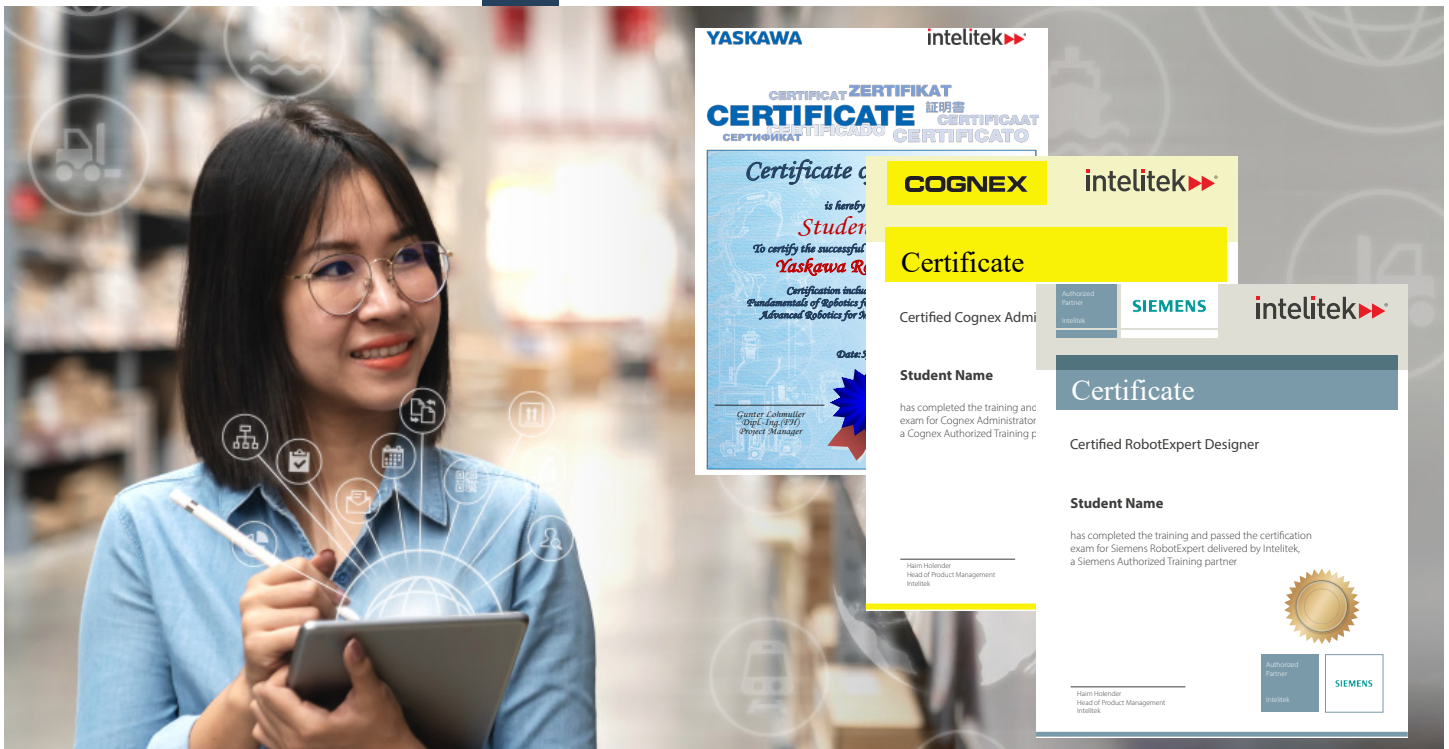 YASKAWA
intelitek
CERTIFICAT ZERTIFIKAT
CERTIFICATE 証明書
CERTIFICAAT
СЕРТИФИКАТ CERTIFICADO CERTIFICATO
Certificate
is hereby
Studen
To certify the successful
Yaskawa Ro
Certification inclu
Fundamentals of Robotics f
Advanced Robotics for M
Date:
Gunter Lohmuller
Dipl.-Ing.(FH)
Project Manager
COGNEX
intelitek
Certificate
Certified Cognex Admi
Student Name
has completed the training and
exam for Cognex Administrator
a Cognex Authorized Training p
Haim Holender
Head of Product Management
Intelitek
Authorized
Partner
Intelitek
SIEMENS
intelitek
Certificate
Certified RobotExpert Designer
Student Name
has completed the training and passed the certification
exam for Siemens RobotExpert delivered by Intelitek,
a Siemens Authorized Training partner
Haim Holender
Head of Product Management
Intelitek
Authorized
Partner
Intelitek
SIEMENS